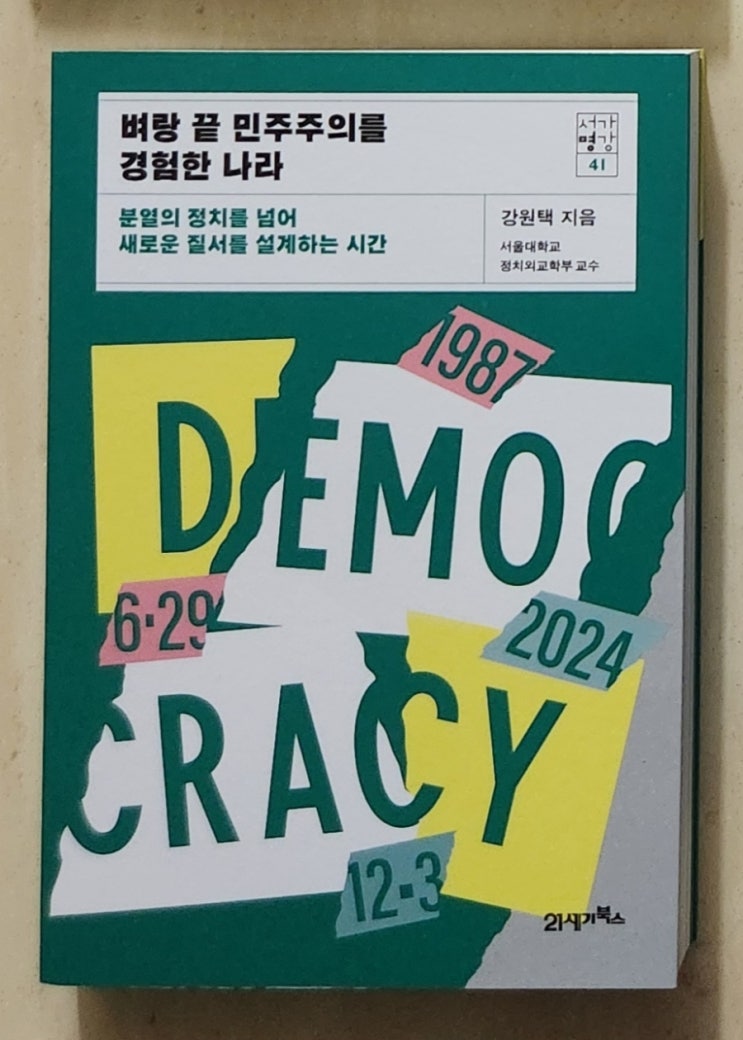 벼랑 끝 민주주의를
경험한 나라
서가
명강
41
분열의 정치를 넘어
새로운 질서를 설계하는 시간
강원택 지음
서울대학교
정치외교학부 교수
1987
DEMOC
6·29
2024
CRACY
12·3
21세기북스